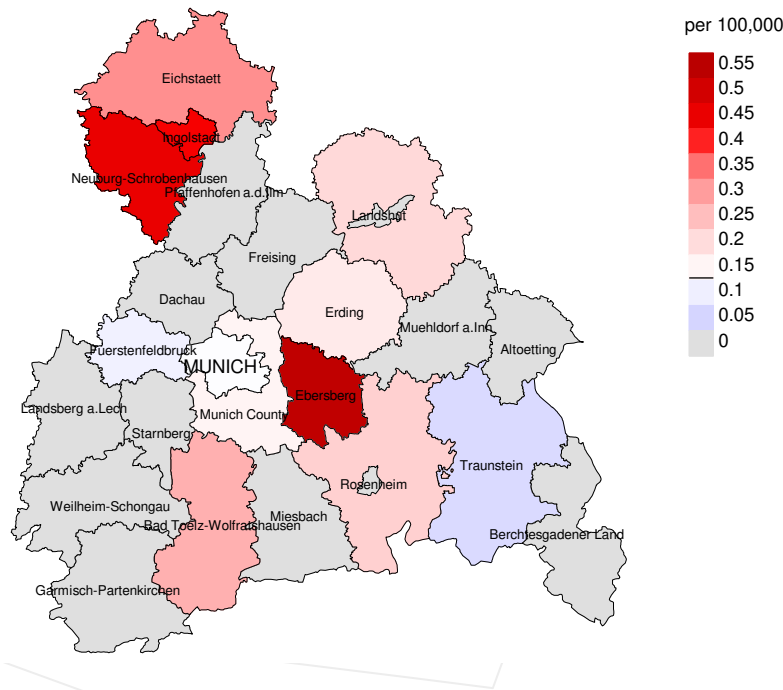 per 100,000
0.55
0.5
0.45
0.4
0.35
0.3
0.25
0.2
0.15
0.1
0.05
0
Eichstaett
Ingolstadt
Neuburg-Schrobenhausen
Pfaffenhofen a.d.Ilm
Landshut
Freising
Dachau
Erding
Muehldorf a.Inn
Altoetting
Fuerstenfeldbruck
MUNICH
Ebersberg
Landsberg a.Lech
Munich County
Starnberg
Traunstein
Rosenheim
Weilheim-Schongau
Miesbach
Bad Toelz-Wolfratshausen
Berchtesgadener Land
Garmisch-Partenkirchen